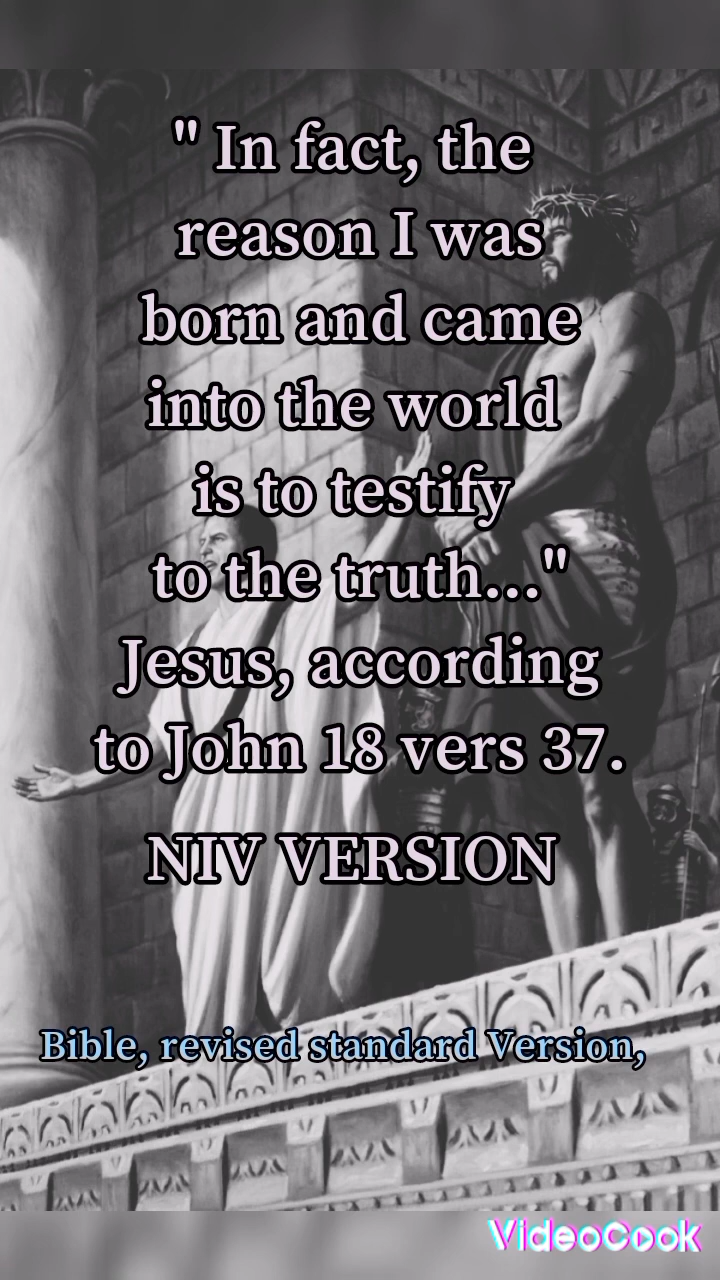 " In fact, the
reason I was
born and came
into the world
is to testify
to the truth..."
Jesus, according
to John 18 vers 37.
NIV VERSION
Bible, revised standard Version,
VideoCook